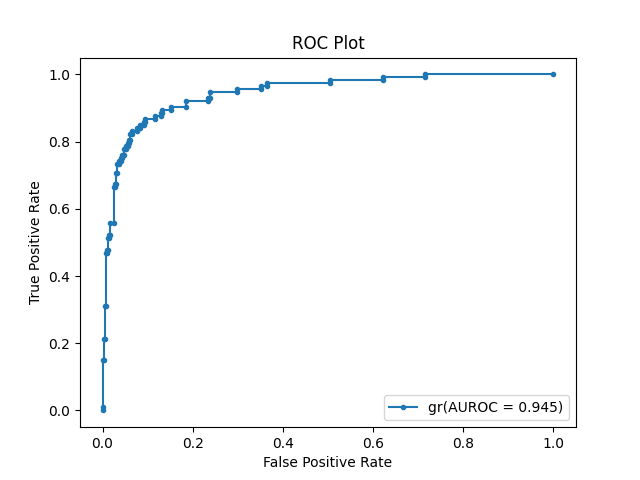 ROC Plot
True Positive Rate
1.0
0.8
0.6
0.4
0.2
0.0
gr(AUROC = 0.945)
0.0 0.2 0.4 0.6 0.8 1.0
False Positive Rate